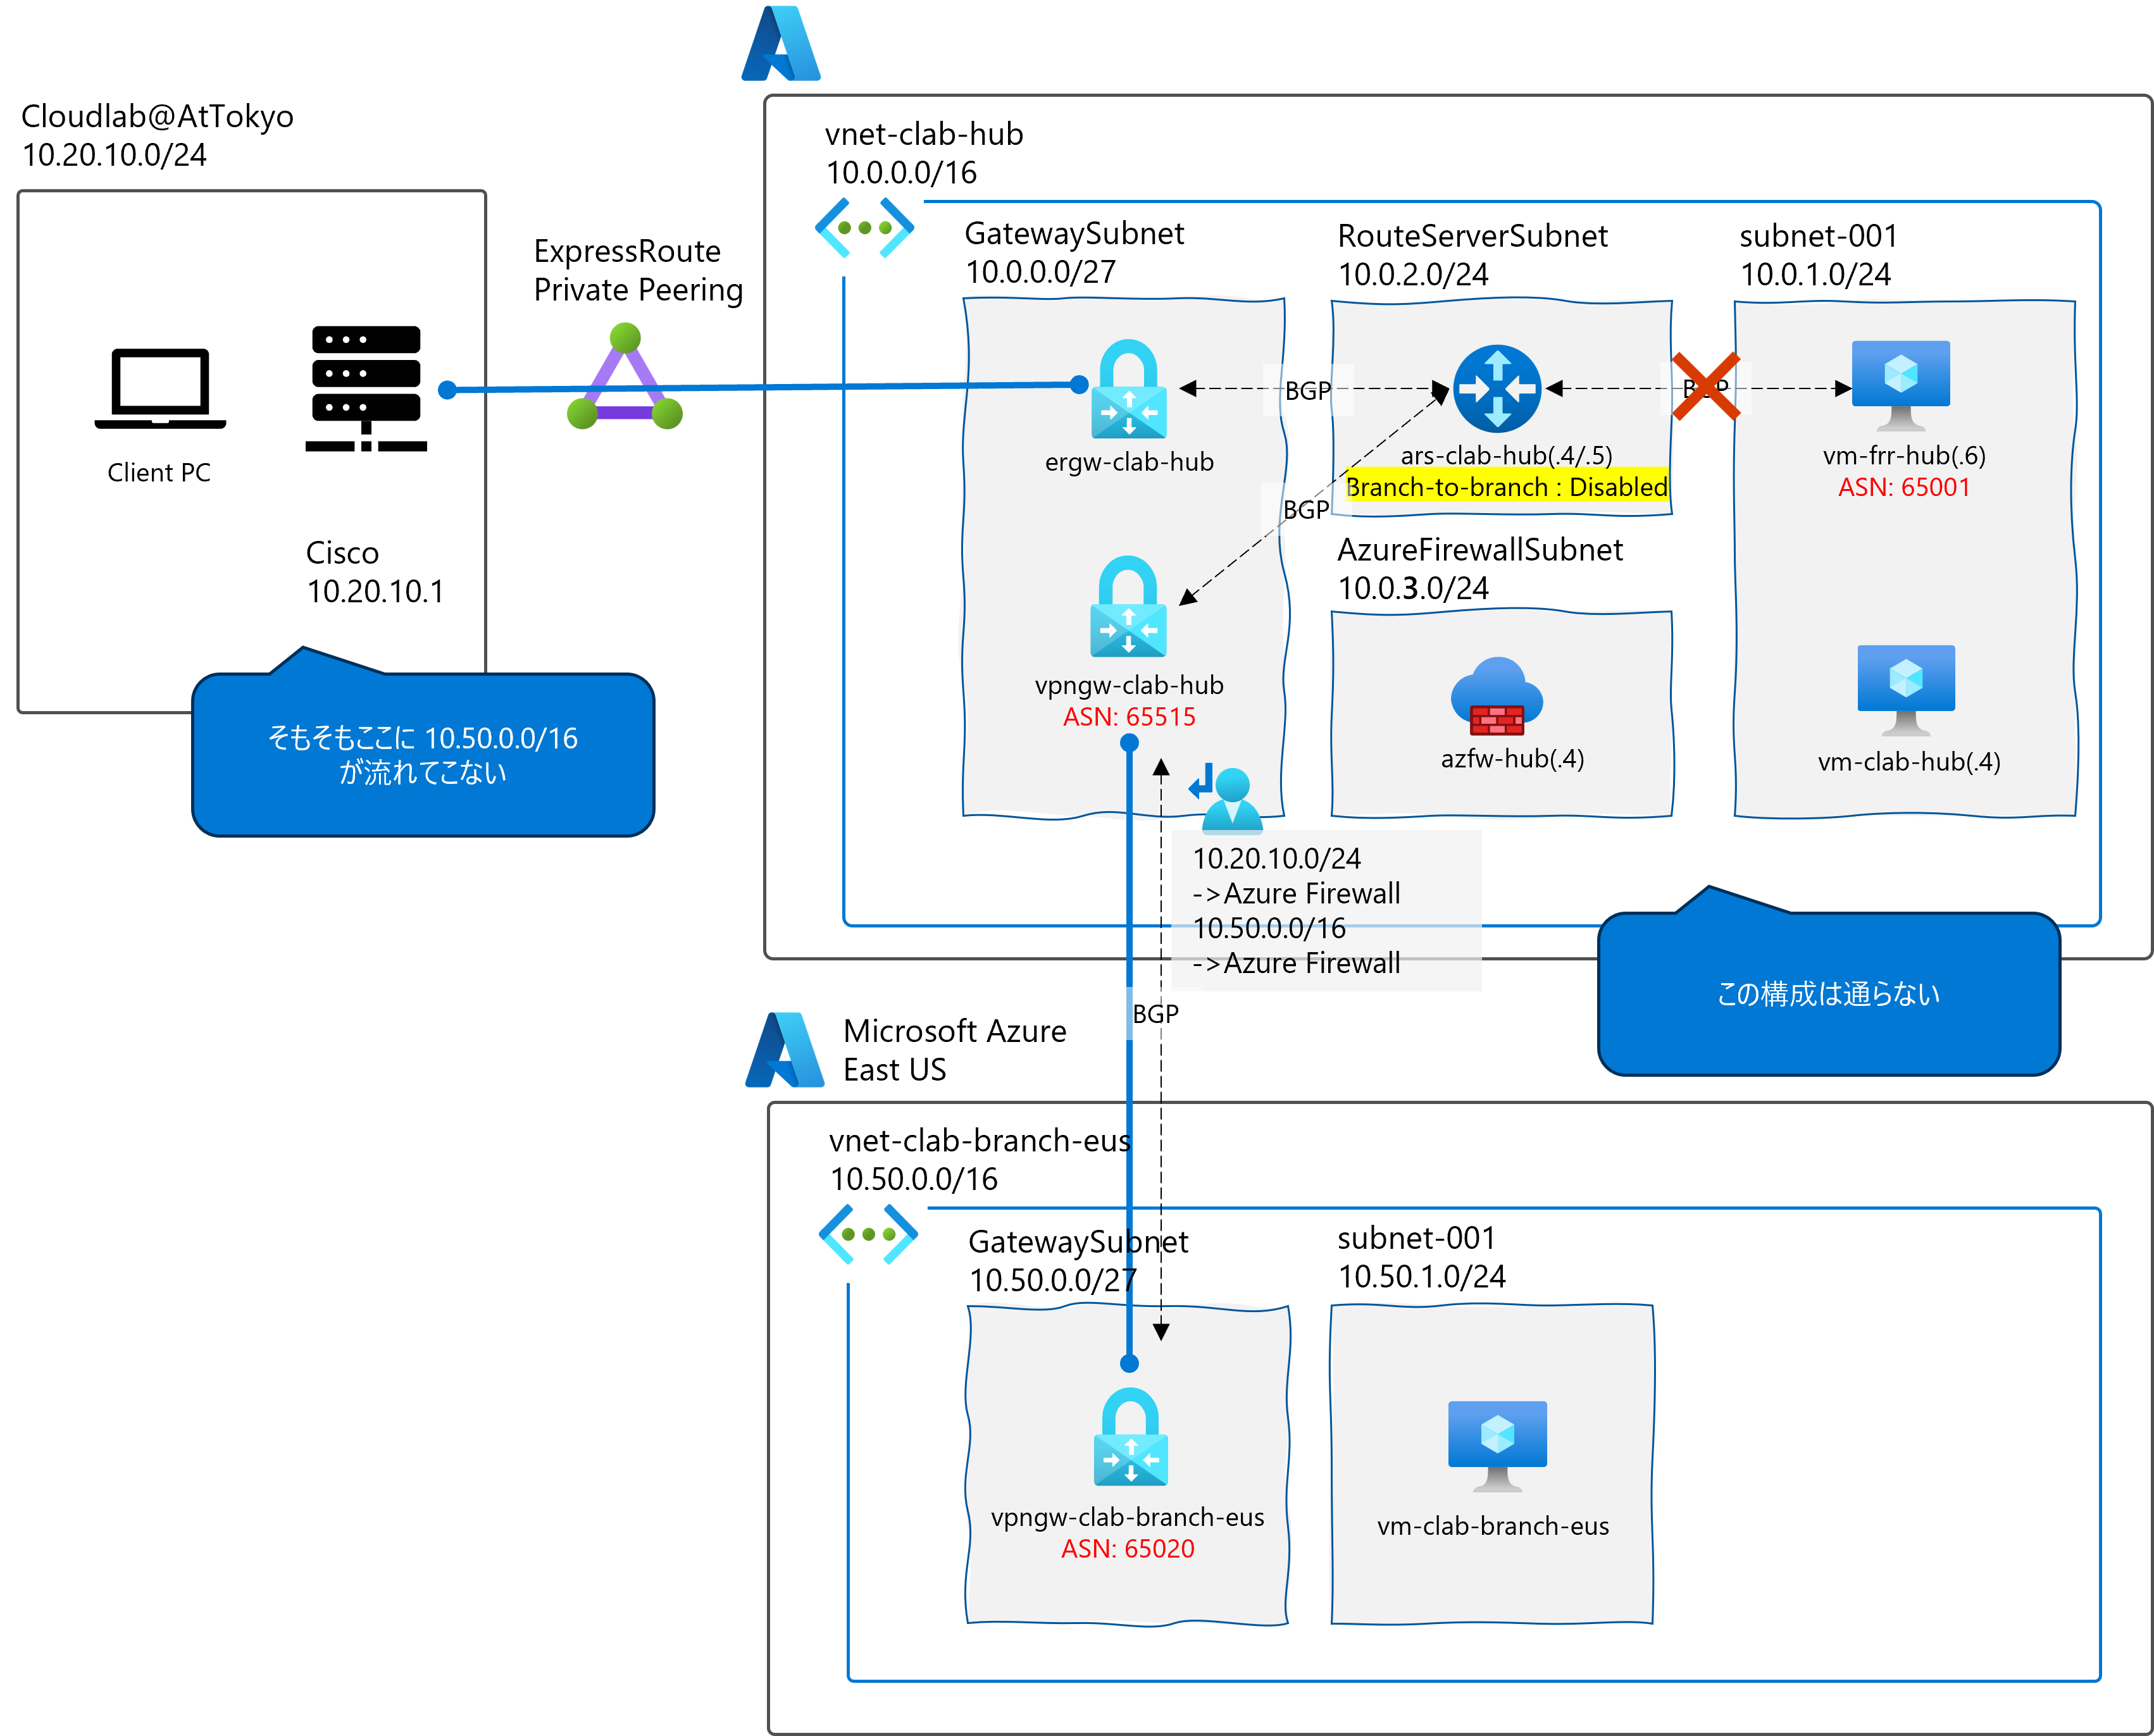 Cloudlab@AtTokyo
10.20.10.0/24
Client PC
Cisco
10.20.10.1
そもそもここに 10.50.0.0/16
が流れてこない
ExpressRoute
Private Peering
vnet-clab-hub
10.0.0.0/16
GatewaySubnet
10.0.0.0/27
ergw-clab-hub
vpngw-clab-hub
ASN: 65515
BGP
BGP
RouteServerSubnet
10.0.2.0/24
ars-clab-hub(.4/.5)
Branch-to-branch : Disabled
BGP
AzureFirewallSubnet
10.0.3.0/24
azfw-hub(.4)
subnet-001
10.0.1.0/24
vm-frr-hub(.6)
ASN: 65001
vm-clab-hub(.4)
10.20.10.0/24
->Azure Firewall
10.50.0.0/16
->Azure Firewall
この構成は通らない
BGP
Microsoft Azure
East US
vnet-clab-branch-eus
10.50.0.0/16
GatewaySubnet
10.50.0.0/27
vpngw-clab-branch-eus
ASN: 65020
subnet-001
10.50.1.0/24
vm-clab-branch-eus